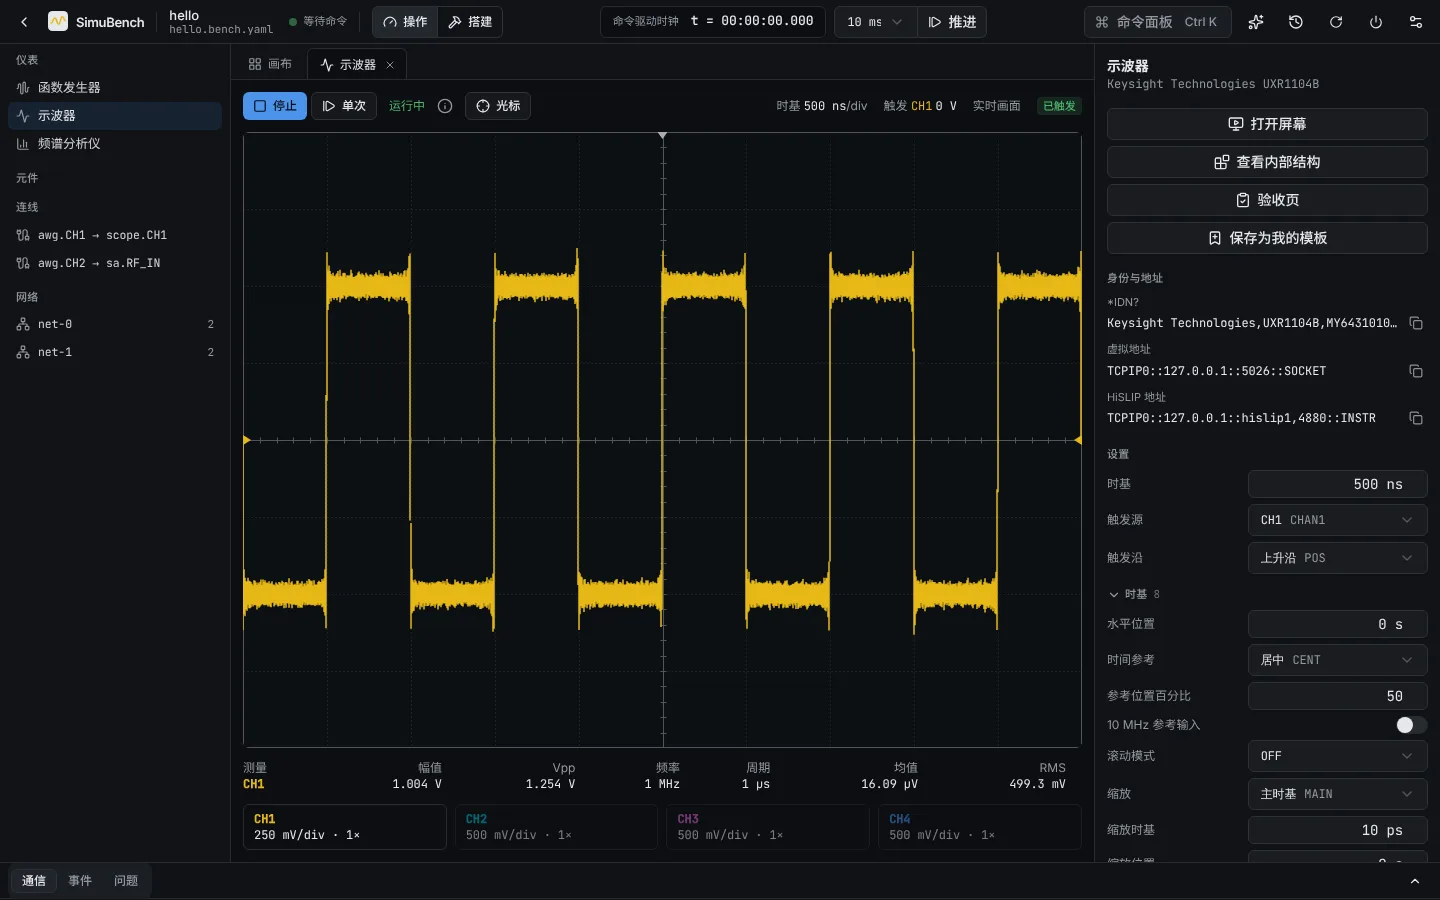 SimuBench
hello
hello.bench.yaml
等待命令
操作
搭建
命令驱动时钟 t = 00:00:00.000
10 ms
推进
命令面板 Ctrl K
仪表
函数发生器
示波器
频谱分析仪
元件
连线
awg.CH1 → scope.CH1
awg.CH2 → sa.RF_IN
网络
net-0 2
net-1 2
画布
示波器
停止
单次
运行中
光标
时基 500 ns/div
触发 CH1 0 V
实时画面
已触发
测量 幅值 Vpp 频率 周期 均值 RMS
CH1 1.004 V 1.254 V 1 MHz 1 µs 16.09 µV 499.3 mV
CH1
250 mV/div · 1×
CH2
500 mV/div · 1×
CH3
500 mV/div · 1×
CH4
500 mV/div · 1×
示波器
Keysight Technologies UXR1104B
打开屏幕
查看内部结构
验收页
保存为我的模板
身份与地址
*IDN?
Keysight Technologies,UXR1104B,MY6431010…
虚拟地址
TCPIP0::127.0.0.1::5026::SOCKET
HiSLIP 地址
TCPIP0::127.0.0.1::hislip1,4880::INSTR
设置
时基 500 ns
触发源 CH1 CHAN1
触发沿 上升沿 POS
时基 8
水平位置 0 s
时间参考 居中 CENT
参考位置百分比 50
10 MHz 参考输入
滚动模式 OFF
缩放 主时基 MAIN
缩放时基 10 ps
通信
事件
问题